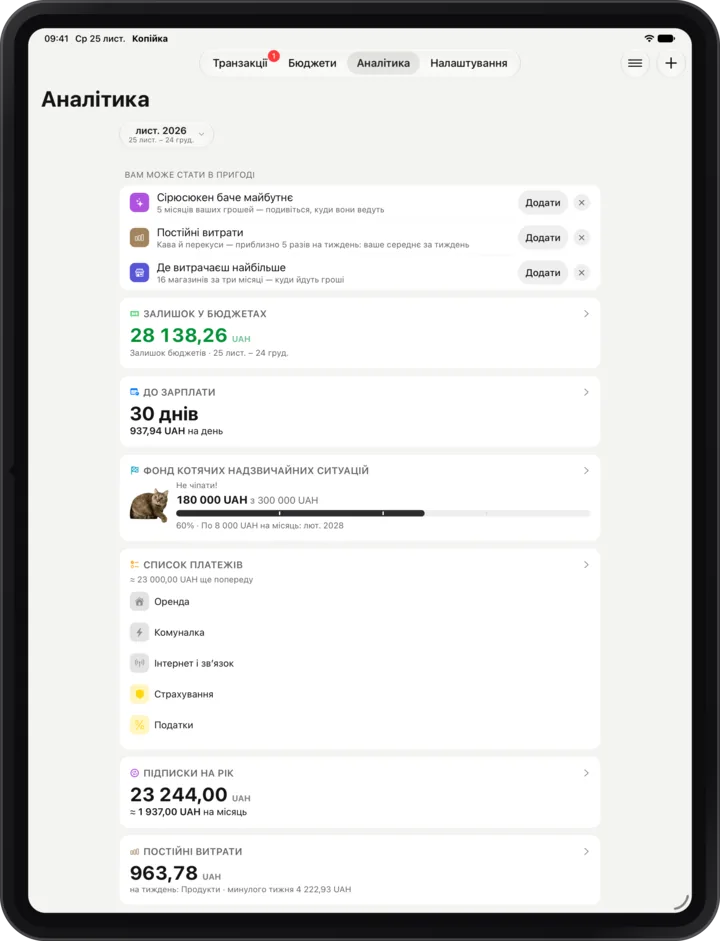 09:41 Ср 25 лист. Копійка
Транзакції 1 Бюджети Аналітика Налаштування
Аналітика
лист. 2026
25 лист. – 24 груд.
ВАМ МОЖЕ СТАТИ В ПРИГОДІ
Сірюсюкен баче майбутнє
5 місяців ваших грошей — подивіться, куди вони ведуть
Додати
Постійні витрати
Кава й перекуси — приблизно 5 разів на тиждень: ваше середнє за тиждень
Додати
Де витрачаєш найбільше
16 магазинів за три місяці — куди йдуть гроші
Додати
ЗАЛИШОК У БЮДЖЕТАХ
28 138,26 UAH
Залишок бюджетів · 25 лист. – 24 груд.
ДО ЗАРПЛАТИ
30 днів
937,94 UAH на день
ФОНД КОТЯЧИХ НАДЗВИЧАЙНИХ СИТУАЦІЙ
Не чіпати!
180 000 UAH з 300 000 UAH
60% · По 8 000 UAH на місяць: лют. 2028
СПИСОК ПЛАТЕЖІВ
≈ 23 000,00 UAH ще попереду
Оренда
Комуналка
Інтернет і зв’язок
Страхування
Податки
ПІДПИСКИ НА РІК
23 244,00 UAH
≈ 1 937,00 UAH на місяць
ПОСТІЙНІ ВИТРАТИ
963,78 UAH
на тиждень: Продукти · минулого тижня 4 222,93 UAH